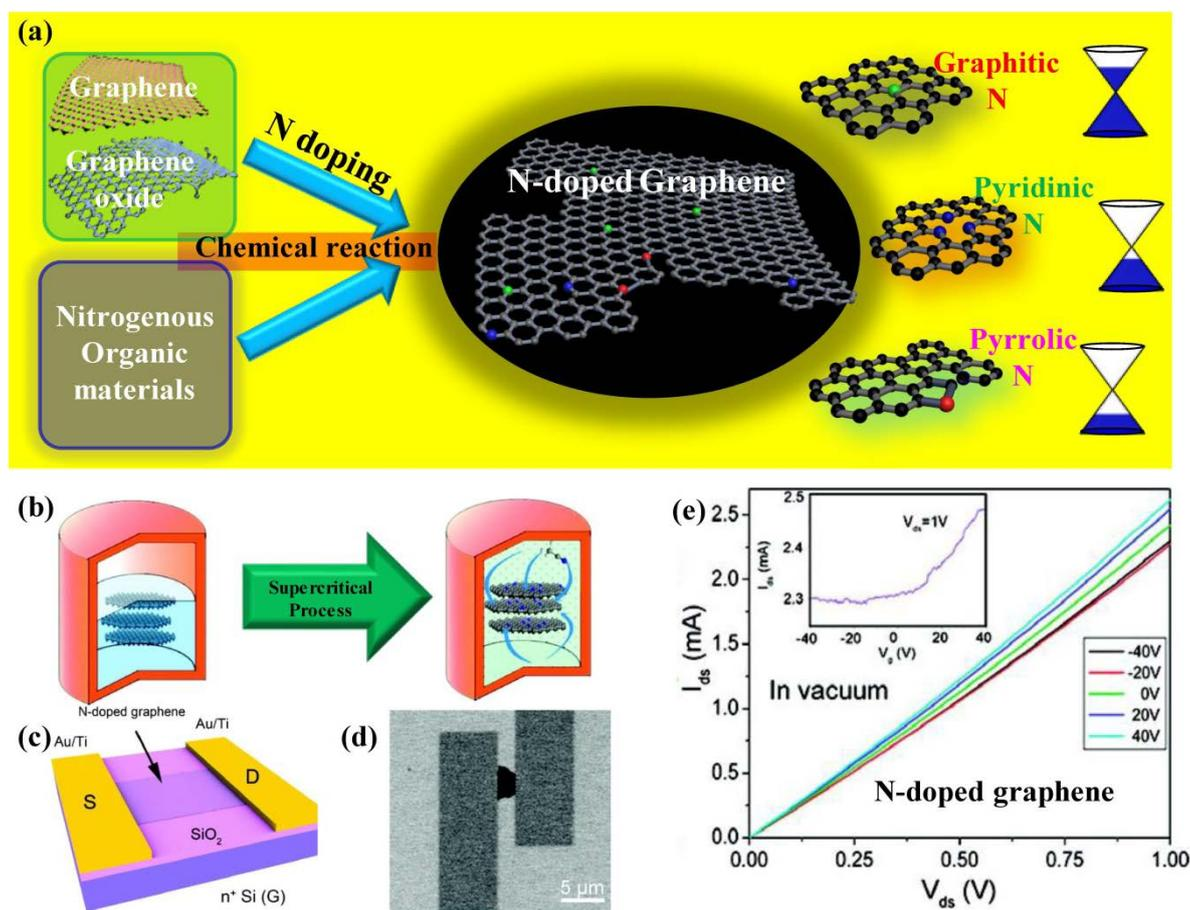 (a)
Graphene
Graphene
oxide
N doping
Chemical reaction
Nitrogenous
Organic
materials
N-doped Graphene
Graphitic
N
Pyridinic
N
Pyrrolic
N
(b)
Supercritical
Process
(c)
N-doped graphene
Au/Ti
Au/Ti
S
D
SiO2
n+ Si (G)
(d)
5 μm
(e)
2.5
2.0
1.5
1.0
0.5
0.0
Ids (mA)
0.00
0.25
0.50
0.75
1.00
Vds (V)
2.5
2.4
2.3
Ids (mA)
Vds=1V
-40
-20
0
20
40
Vg (V)
In vacuum
-40V
-20V
0V
20V
40V
N-doped graphene